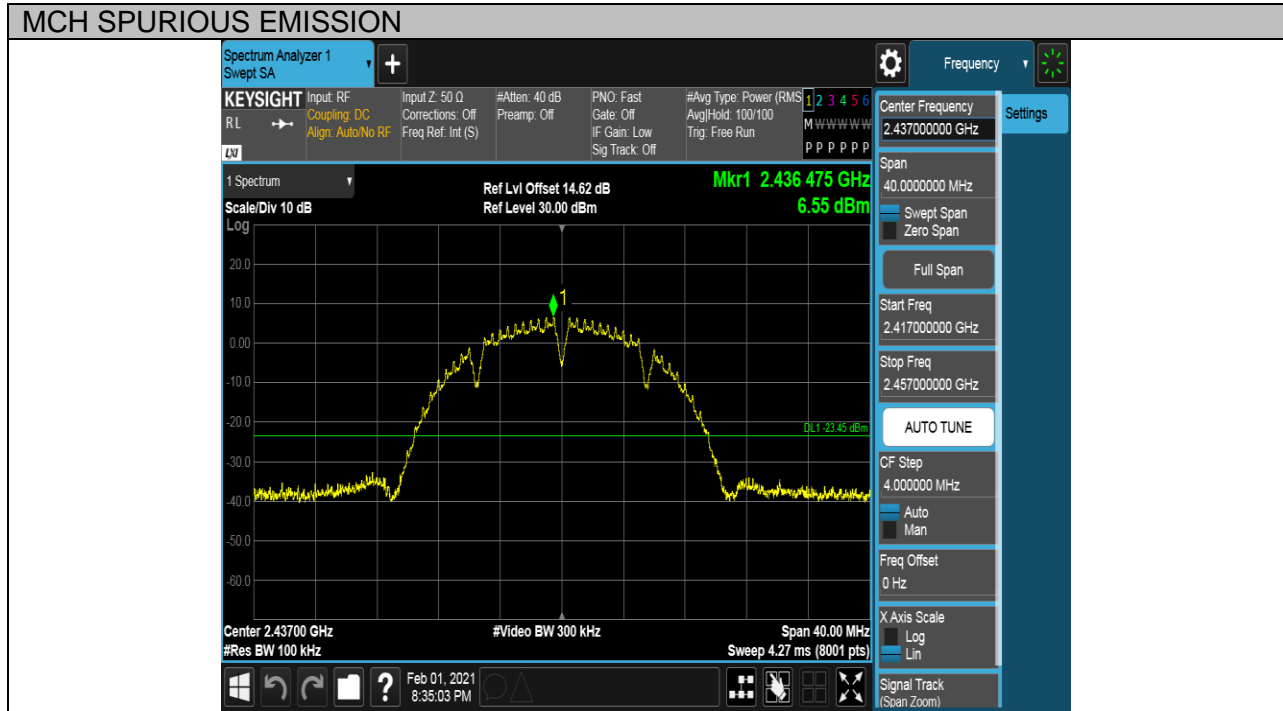 MCH SPURIOUS EMISSION
Spectrum Analyzer 1
Swept SA
+
Frequency
KEYSIGHT
RL
LXI
Input: RF
Coupling: DC
Align: Auto/No RF
Input Z: 50 Ω
Corrections: Off
Freq Ref: Int (S)
#Atten: 40 dB
Preamp: Off
PNO: Fast
Gate: Off
IF Gain: Low
Sig Track: Off
#Avg Type: Power (RMS
Avg|Hold: 100/100
Trig: Free Run
1 2 3 4 5 6
M W W W W W
P P P P P P
1 Spectrum
Scale/Div 10 dB
Ref Lvl Offset 14.62 dB
Ref Level 30.00 dBm
Mkr1 2.436 475 GHz
6.55 dBm
Log
20.0
10.0
0.00
-10.0
-20.0
-30.0
-40.0
-50.0
-60.0
1
DL1 -23.45 dBm
Center 2.43700 GHz
#Res BW 100 kHz
#Video BW 300 kHz
Span 40.00 MHz
Sweep 4.27 ms (8001 pts)
Center Frequency
2.437000000 GHz
Settings
Span
40.0000000 MHz
Swept Span
Zero Span
Full Span
Start Freq
2.417000000 GHz
Stop Freq
2.457000000 GHz
AUTO TUNE
CF Step
4.000000 MHz
Auto
Man
Freq Offset
0 Hz
X Axis Scale
Log
Lin
Signal Track
(Span Zoom)
?
Feb 01, 2021
8:35:03 PM